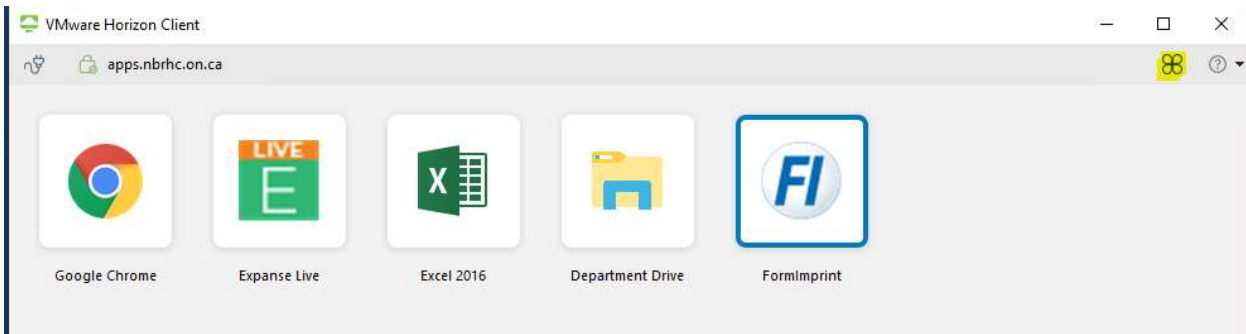 VMware Horizon Client
apps.nbrhc.on.ca
LIVE
E
X
FI
Google Chrome
Expanse Live
Excel 2016
Department Drive
FormImprint